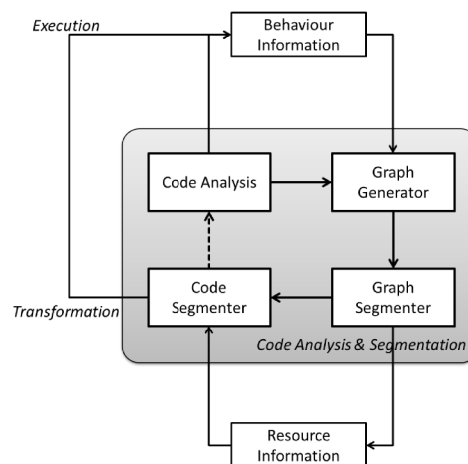 Execution
Behaviour
Information
Code Analysis
Graph
Generator
Code
Segmenter
Graph
Segmenter
Transformation
Code Analysis & Segmentation
Resource
Information